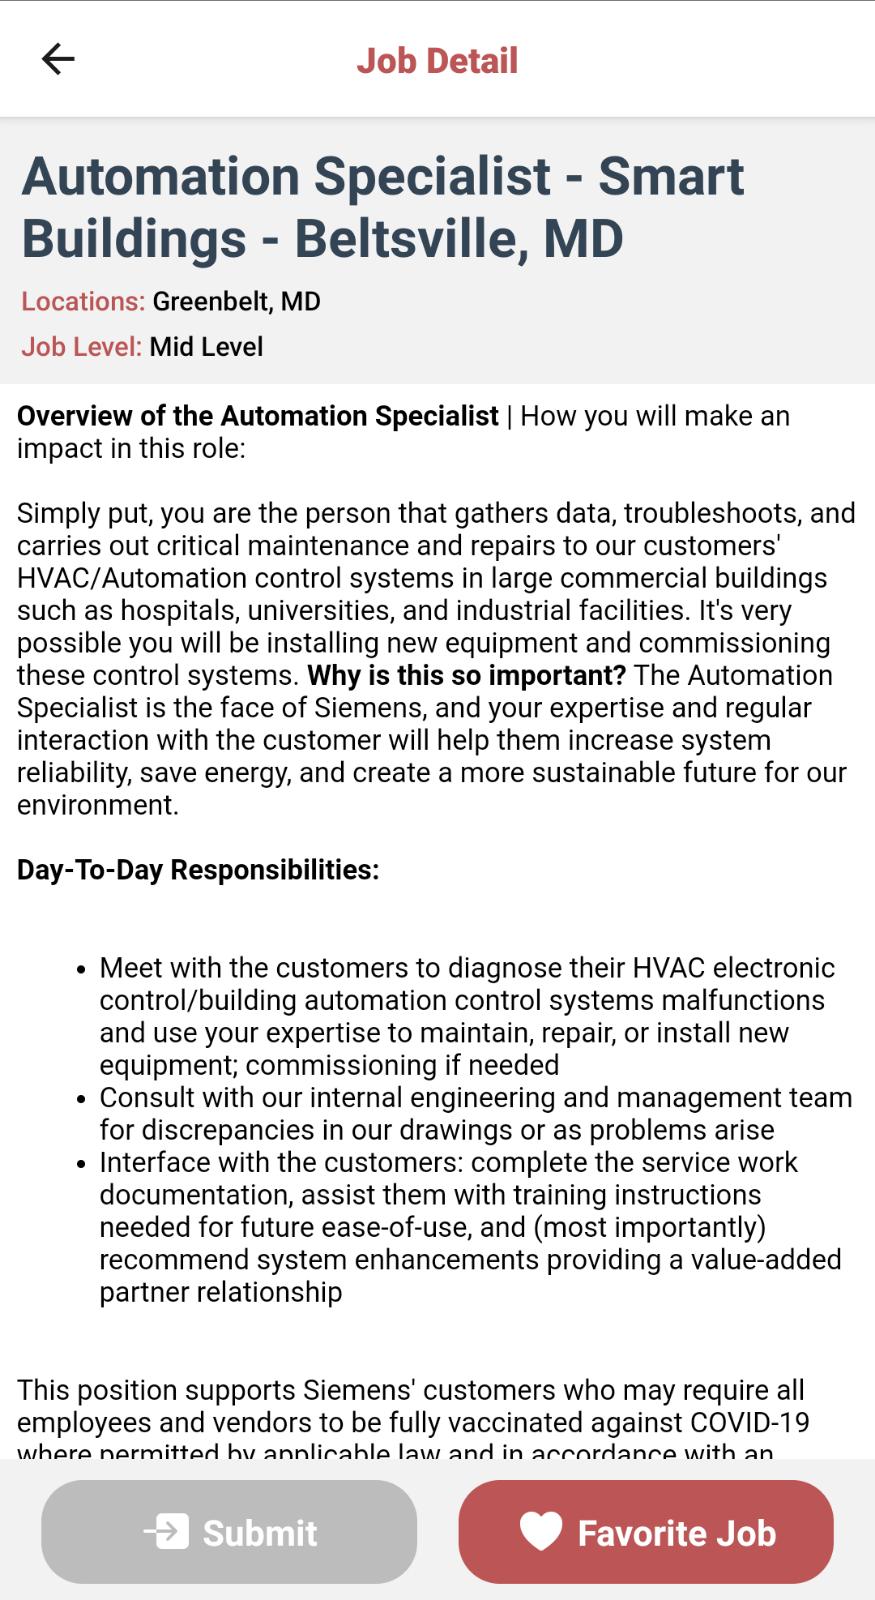 Job Detail
Automation Specialist - Smart
Buildings - Beltsville, MD
Locations: Greenbelt, MD
Job Level: Mid Level
Overview of the Automation Specialist | How you will make an
impact in this role:
Simply put, you are the person that gathers data, troubleshoots, and
carries out critical maintenance and repairs to our customers'
HVAC/Automation control systems in large commercial buildings
such as hospitals, universities, and industrial facilities. It's very
possible you will be installing new equipment and commissioning
these control systems. Why is this so important? The Automation
Specialist is the face of Siemens, and your expertise and regular
interaction with the customer will help them increase system
reliability, save energy, and create a more sustainable future for our
environment.
Day-To-Day Responsibilities:
• Meet with the customers to diagnose their HVAC electronic
control/building automation control systems malfunctions
and use your expertise to maintain, repair, or install new
equipment; commissioning if needed
• Consult with our internal engineering and management team
for discrepancies in our drawings or as problems arise
• Interface with the customers: complete the service work
documentation, assist them with training instructions
needed for future ease-of-use, and (most importantly)
recommend system enhancements providing a value-added
partner relationship
This position supports Siemens' customers who may require all
employees and vendors to be fully vaccinated against COVID-19
where permitted by applicable law and in accordance with an
Submit
Favorite Job